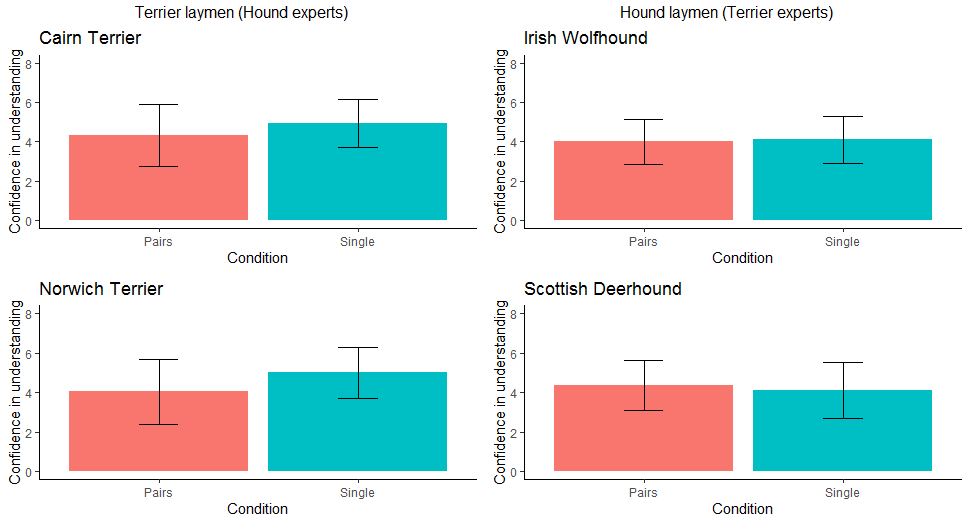 Terrier laymen (Hound experts)
Hound laymen (Terrier experts)
Cairn Terrier
Confidence in understanding
8
6
4
2
0
Pairs
Single
Condition
Irish Wolfhound
Confidence in understanding
8
6
4
2
0
Pairs
Single
Condition
Norwich Terrier
Confidence in understanding
8
6
4
2
0
Pairs
Single
Condition
Scottish Deerhound
Confidence in understanding
8
6
4
2
0
Pairs
Single
Condition